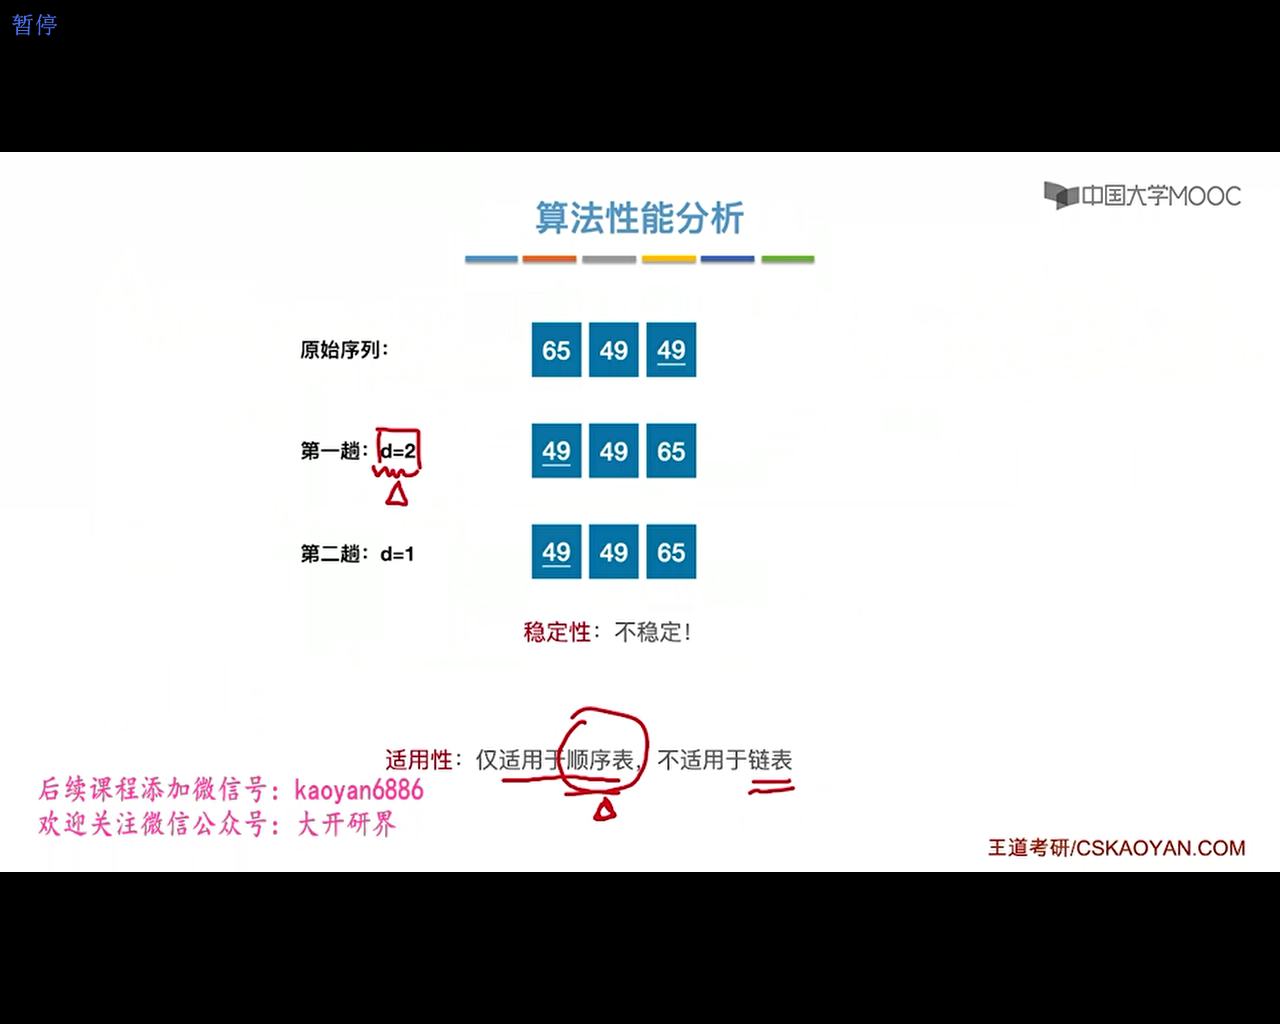 暂停
中国大学MOOC
算法性能分析
原始序列： 65 49 49
第一趟：d=2 49 49 65
第二趟：d=1 49 49 65
稳定性：不稳定！
适用性：仅适用于顺序表，不适用于链表
后续课程添加微信号：kaoyan6886
欢迎关注微信公众号：大开研界
王道考研/CSKAOYAN.COM